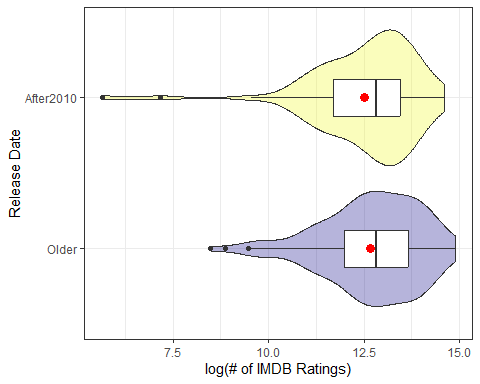 Release Date
After2010
Older
7.5
10.0
12.5
15.0
log(# of IMDB Ratings)